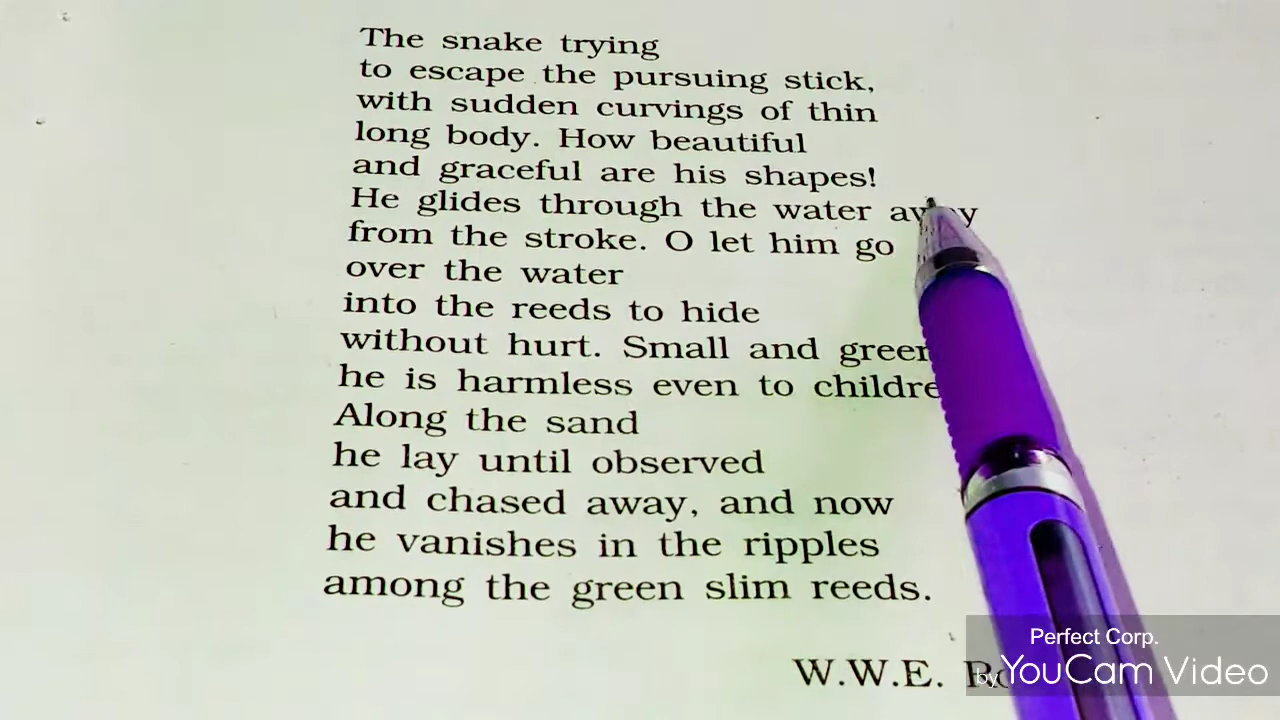 The snake trying
to escape the pursuing stick,
with sudden curvings of thin
long body. How beautiful
and graceful are his shapes!
He glides through the water away
from the stroke. O let him go
over the water
into the reeds to hide
without hurt. Small and green
he is harmless even to
Along the sand
he lay until observed
and chased away, and now
he vanishes in the ripples
among the green slim reeds.
W.W.E.
Perfect Corp.
by YouCam Video